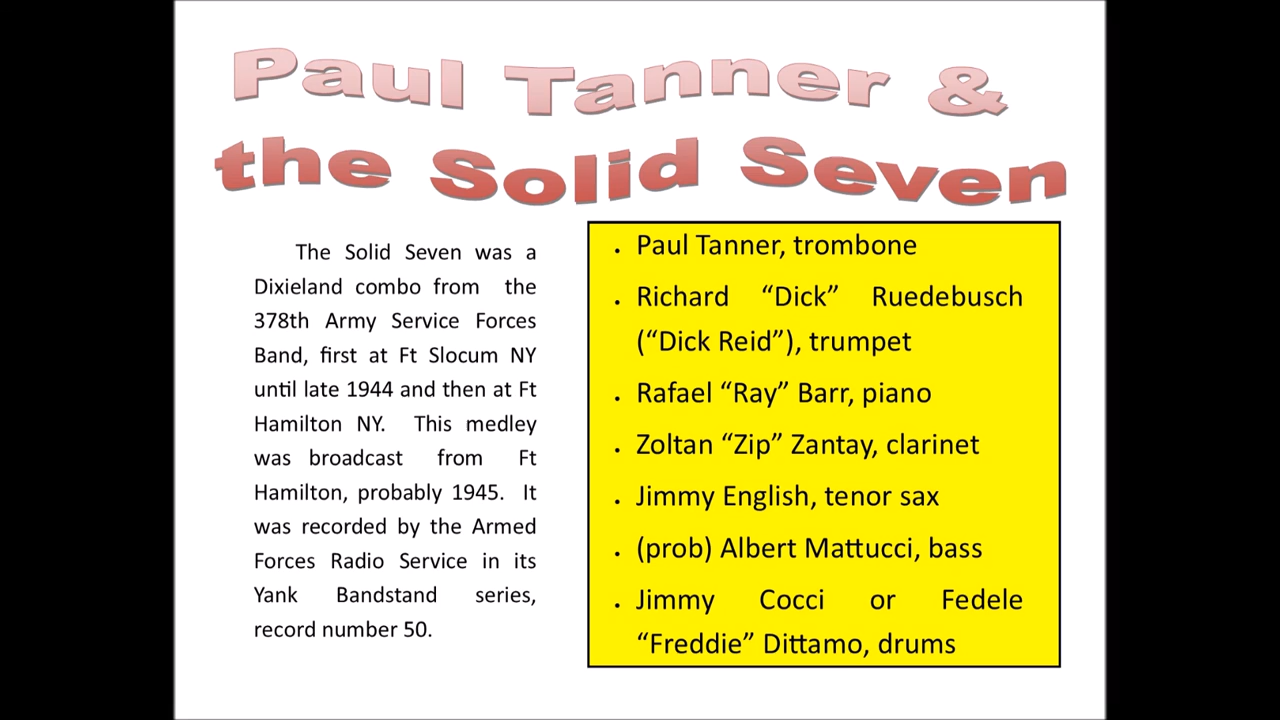 Paul Tanner &
the Solid Seven
The Solid Seven was a
Dixieland combo from the
378th Army Service Forces
Band, first at Ft Slocum NY
until late 1944 and then at Ft
Hamilton NY. This medley
was broadcast from Ft
Hamilton, probably 1945. It
was recorded by the Armed
Forces Radio Service in its
Yank Bandstand series,
record number 50.
• Paul Tanner, trombone
• Richard “Dick” Ruedebusch
(“Dick Reid”), trumpet
• Rafael “Ray” Barr, piano
• Zoltan “Zip” Zantay, clarinet
• Jimmy English, tenor sax
• (prob) Albert Mattucci, bass
• Jimmy Cocci or Fedele
“Freddie” Dittamo, drums